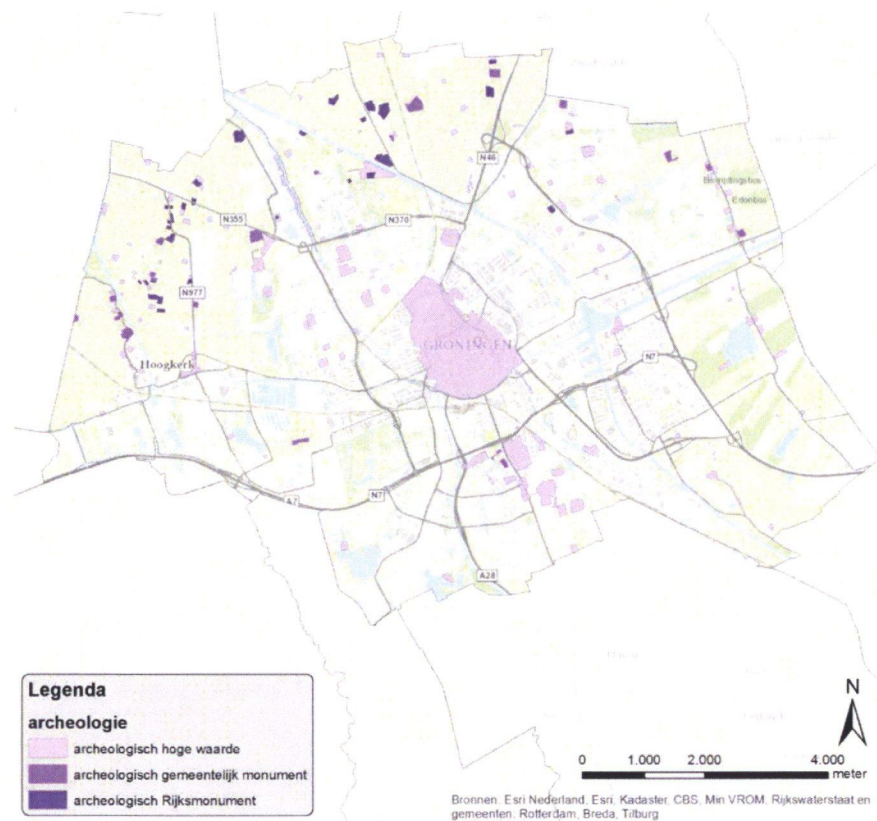 N46
N370
N355
N977
GRONINGEN
Hoogkerk
N7
N7
A7
A28
Legenda
archeologie
archeologisch hoge waarde
archeologisch gemeentelijk monument
archeologisch Rijksmonument
N
0 1.000 2.000 4.000
meter
Bronnen: Esri Nederland, Esri, Kadaster, CBS, Min VROM, Rijkswaterstaat en
gemeenten: Rotterdam, Breda, Tilburg